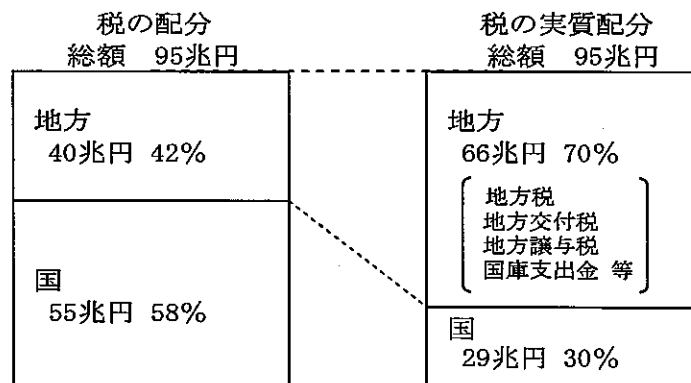 税の配分
総額 95兆円
地方
40兆円 42%
国
55兆円 58%
税の実質配分
総額 95兆円
地方
66兆円 70%
地方税
地方交付税
地方譲与税
国庫支出金 等
国
29兆円 30%